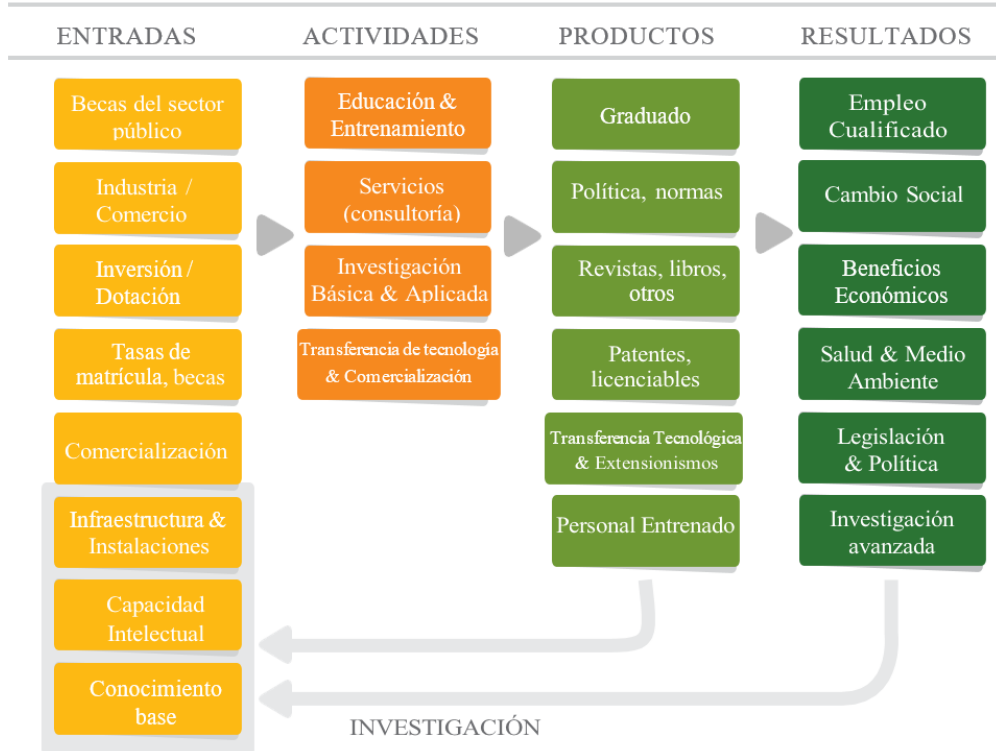 ENTRADAS
ACTIVIDADES
PRODUCTOS
RESULTADOS
Becas del sector
público
Industria /
Comercio
Inversión /
Dotación
Tasas de
matrícula, becas
Comercialización
Infraestructura &
Instalaciones
Capacidad
Intelectual
Conocimiento
base
Educación &
Entrenamiento
Servicios
(consultoría)
Investigación
Básica & Aplicada
Transferencia de tecnología
& Comercialización
Graduado
Política, normas
Revistas, libros,
otros
Patentes,
licenciables
Transferencia Tecnológica
& Extensionismos
Personal Entrenado
Empleo
Cualificado
Cambio Social
Beneficios
Económicos
Salud & Medio
Ambiente
Legislación
& Política
Investigación
avanzada
INVESTIGACIÓN